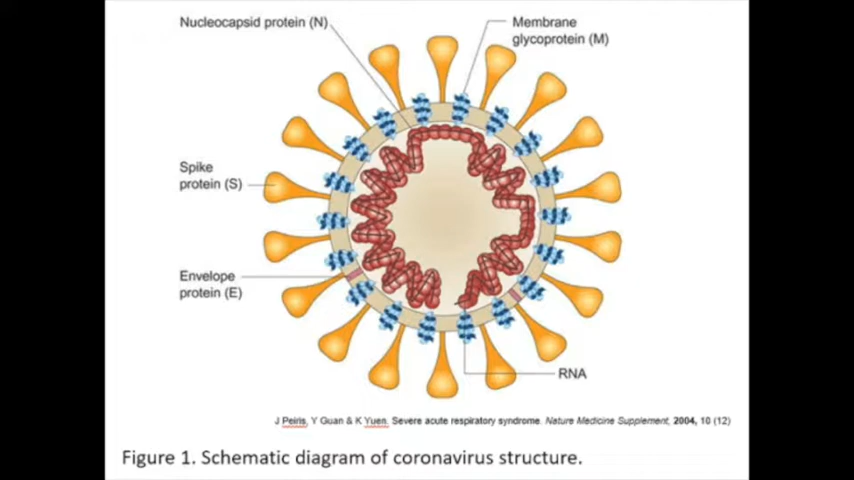 Nucleocapsid protein (N)
Membrane
glycoprotein (M)
Spike
protein (S)
Envelope
protein (E)
RNA
J Peiris, Y Guan & K Yuen. Severe acute respiratory syndrome. Nature Medicine Supplement, 2004, 10 (12)
Figure 1. Schematic diagram of coronavirus structure.